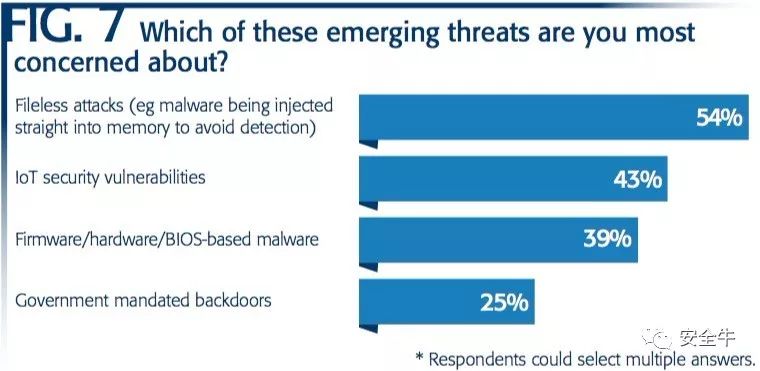 FIG. 7 Which of these emerging threats are you most
concerned about?
Fileless attacks (eg malware being injected
straight into memory to avoid detection)
54%
IoT security vulnerabilities
43%
Firmware/hardware/BIOS-based malware
39%
Government mandated backdoors
25%
安全牛
* Respondents could select multiple answers.